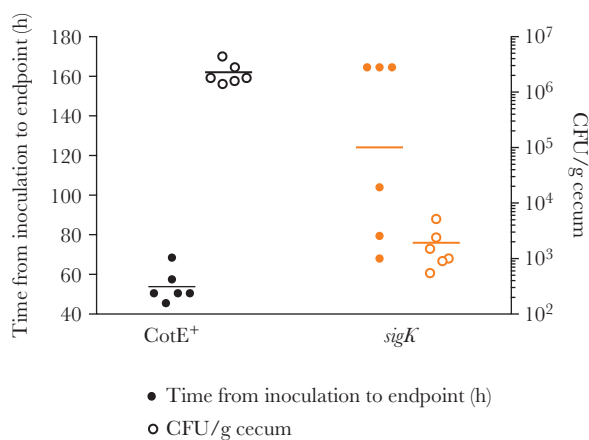 Time from inoculation to endpoint (h)
180
160
140
120
100
80
60
40
10⁷
10⁶
10⁵
10⁴
10³
10²
CFU/g cecum
CotE⁺
sigK
Time from inoculation to endpoint (h)
CFU/g cecum